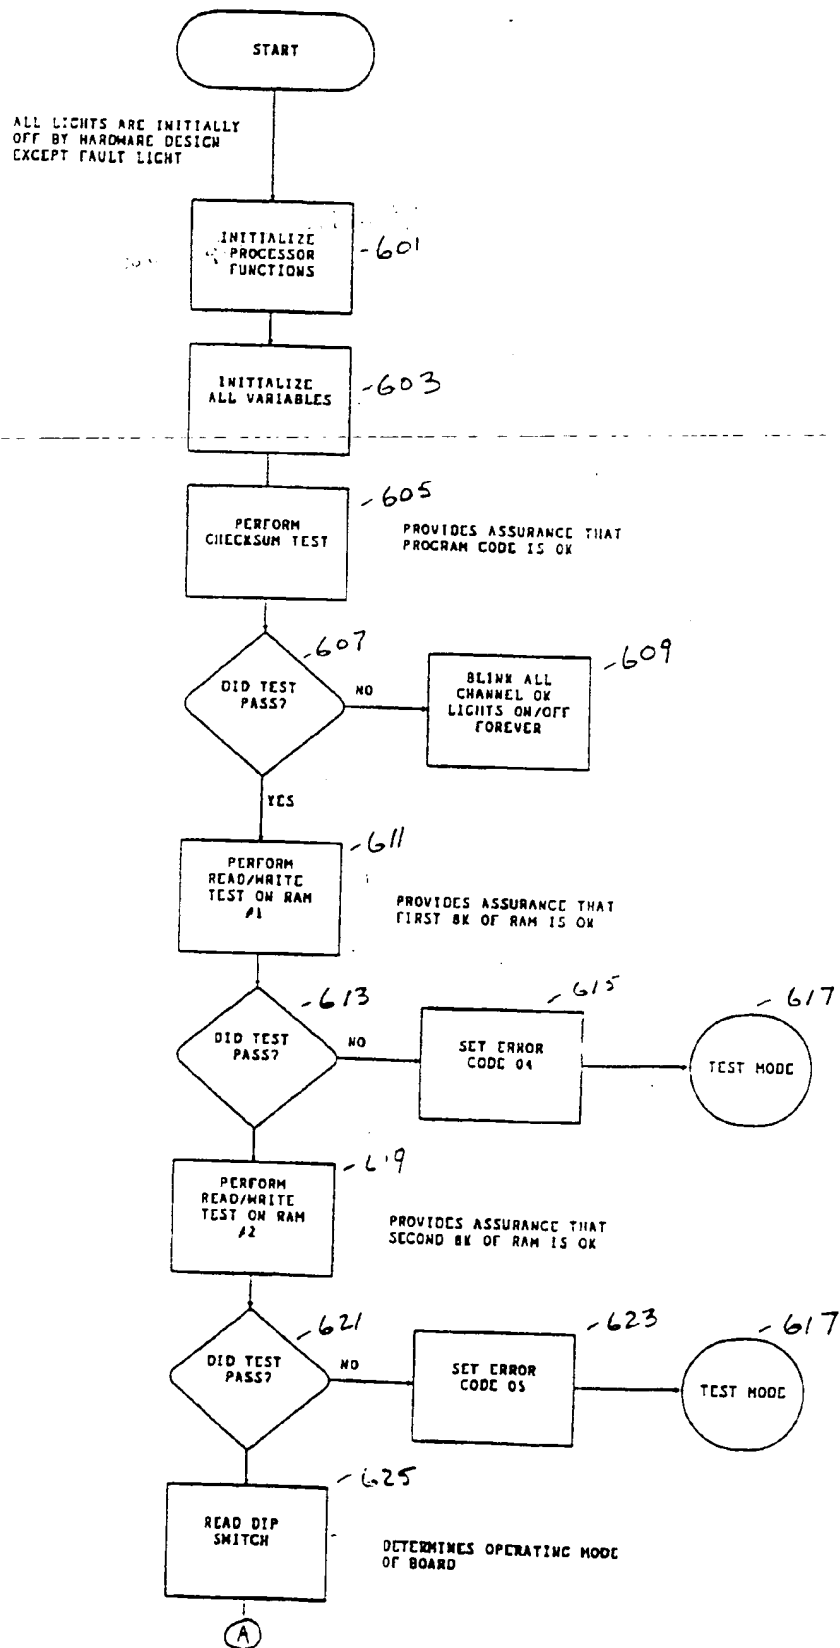 START
ALL LIGHTS ARE INITIALLY
OFF BY HARDWARE DESIGN
EXCEPT FAULT LIGHT
INITIALIZE
PROCESSOR
FUNCTIONS
601
INITIALIZE
ALL VARIABLES
603
605
PERFORM
CHECKSUM TEST
PROVIDES ASSURANCE THAT
PROGRAM CODE IS OK
607
DID TEST
PASS?
NO
609
BLINK ALL
CHANNEL OK
LIGHTS ON/OFF
FOREVER
YES
611
PERFORM
READ/WRITE
TEST ON RAM
#1
PROVIDES ASSURANCE THAT
FIRST 8K OF RAM IS OK
613
DID TEST
PASS?
NO
615
SET ERROR
CODE 04
617
TEST MODE
619
PERFORM
READ/WRITE
TEST ON RAM
#2
PROVIDES ASSURANCE THAT
SECOND 8K OF RAM IS OK
621
DID TEST
PASS?
NO
623
SET ERROR
CODE 05
617
TEST MODE
625
READ DIP
SWITCH
DETERMINES OPERATING MODE
OF BOARD
A